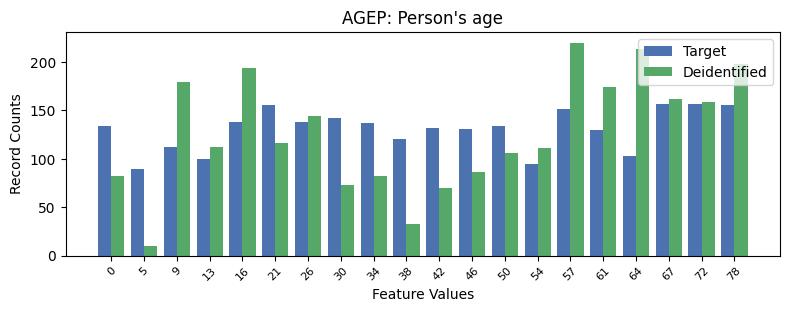 AGEP: Person's age
Target
Deidentified
Record Counts
200
150
100
50
0
0 5 9 13 16 21 26 30 34 38 42 46 50 54 57 61 64 67 72 78
Feature Values